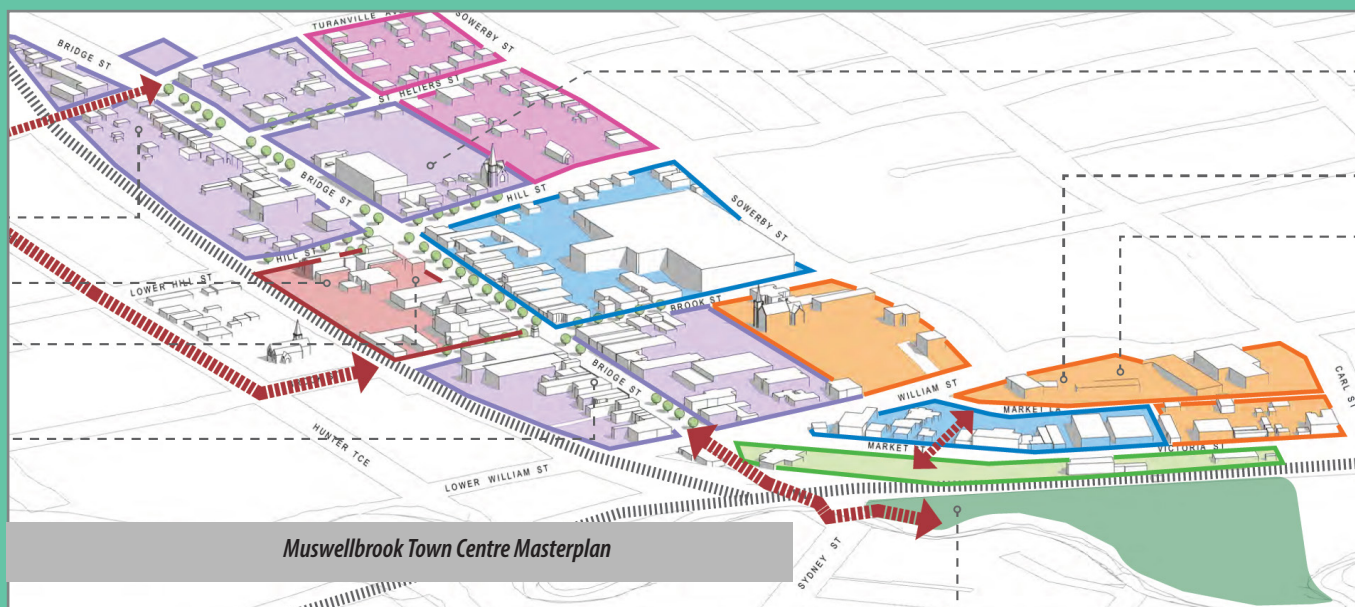 TURANVILLE
SOWERBY ST
BRIDGE ST
ST HELIERS ST
BRIDGE ST
HILL ST
SOWERBY ST
HILL ST
LOWER HILL ST
BROOK ST
BRIDGE ST
WILLIAM ST
CARL ST
MARKET
MARKET
VICTORIA ST
HUNTER TCE
LOWER WILLIAM ST
Muswellbrook Town Centre Masterplan
SYDNEY ST